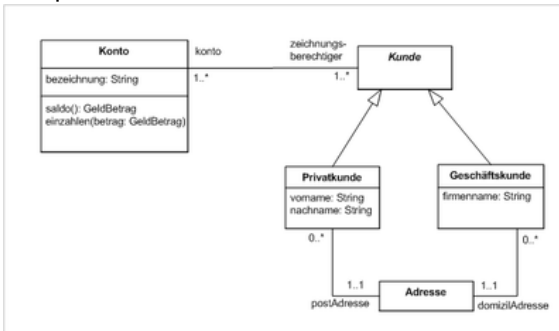 Konto
bezeichnung: String
saldo(): GeldBetrag
einzahlen(betrag: GeldBetrag)
konto
1..*
zeichnungs-
berechtiger
1..*
Kunde
Privatkunde
vorname: String
nachname: String
0..*
Geschäftskunde
firmenname: String
0..*
1..1
postAdresse
Adresse
1..1
domizilAdresse